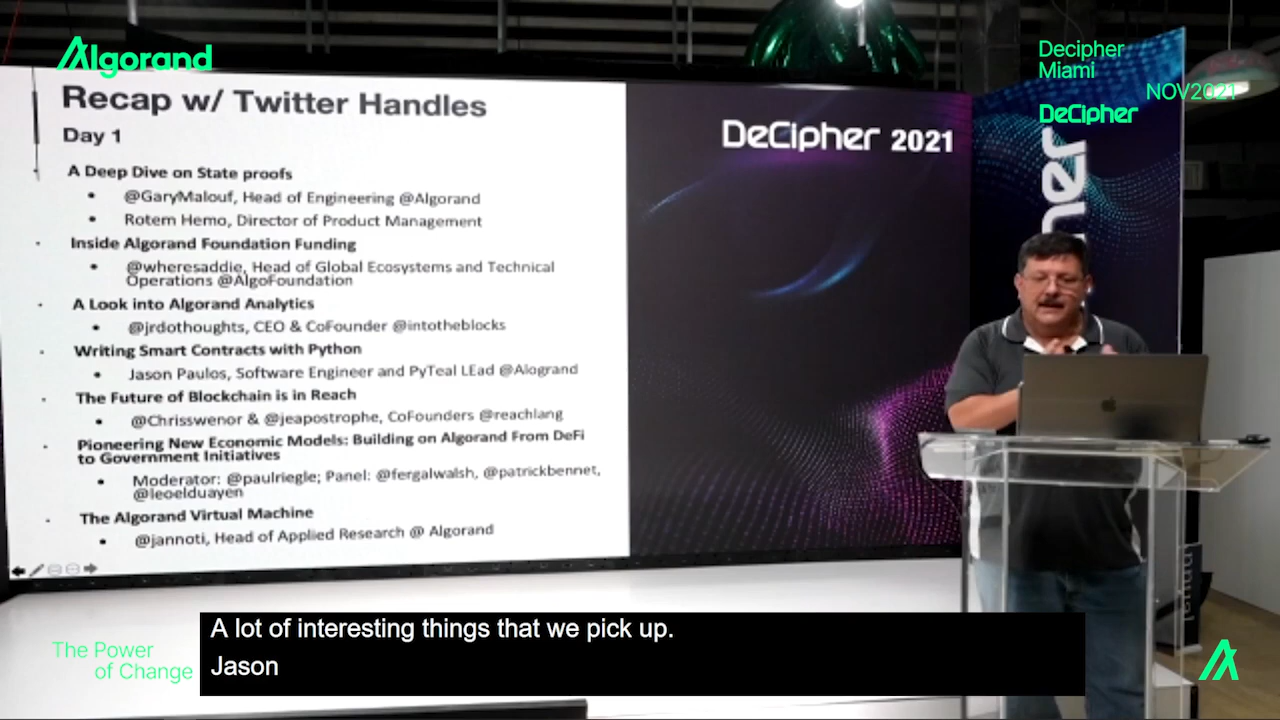 Algorand
Recap w/ Twitter Handles
Day 1
A Deep Dive on State proofs
• @GaryMalouf, Head of Engineering @Algorand
• Rotem Hemo, Director of Product Management
• Inside Algorand Foundation Funding
• @wheresaddie, Head of Global Ecosystems and Technical
Operations @AlgoFoundation
• A Look into Algorand Analytics
• @jrdothoughts, CEO & CoFounder @intotheblocks
• Writing Smart Contracts with Python
• Jason Paulos, Software Engineer and PyTeal LEad @Alogrand
• The Future of Blockchain is in Reach
• @Chrisswenor & @jeapostrophe, CoFounders @reachlang
• Pioneering New Economic Models: Building on Algorand From DeFi
to Government Initiatives
• Moderator: @paulriegle; Panel: @fergalwalsh, @patrickbennet,
@leoelduayen
• The Algorand Virtual Machine
• @jannoti, Head of Applied Research @ Algorand
DeCipher 2021
Decipher
Miami
NOV2021
DeCipher
The Power
of Change
A lot of interesting things that we pick up.
Jason